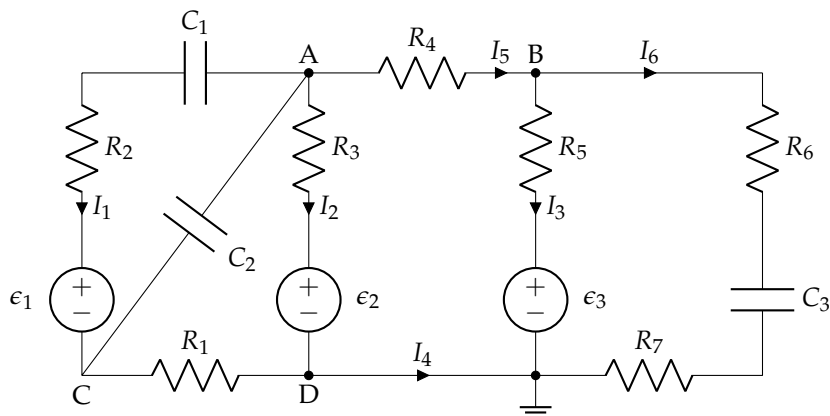 C₁
A
R₄
I₅
B
I₆
R₂
R₃
R₅
R₆
I₁
I₂
I₃
C₂
ϵ₁
+
−
ϵ₂
+
−
ϵ₃
+
−
C₃
R₁
I₄
R₇
C
D